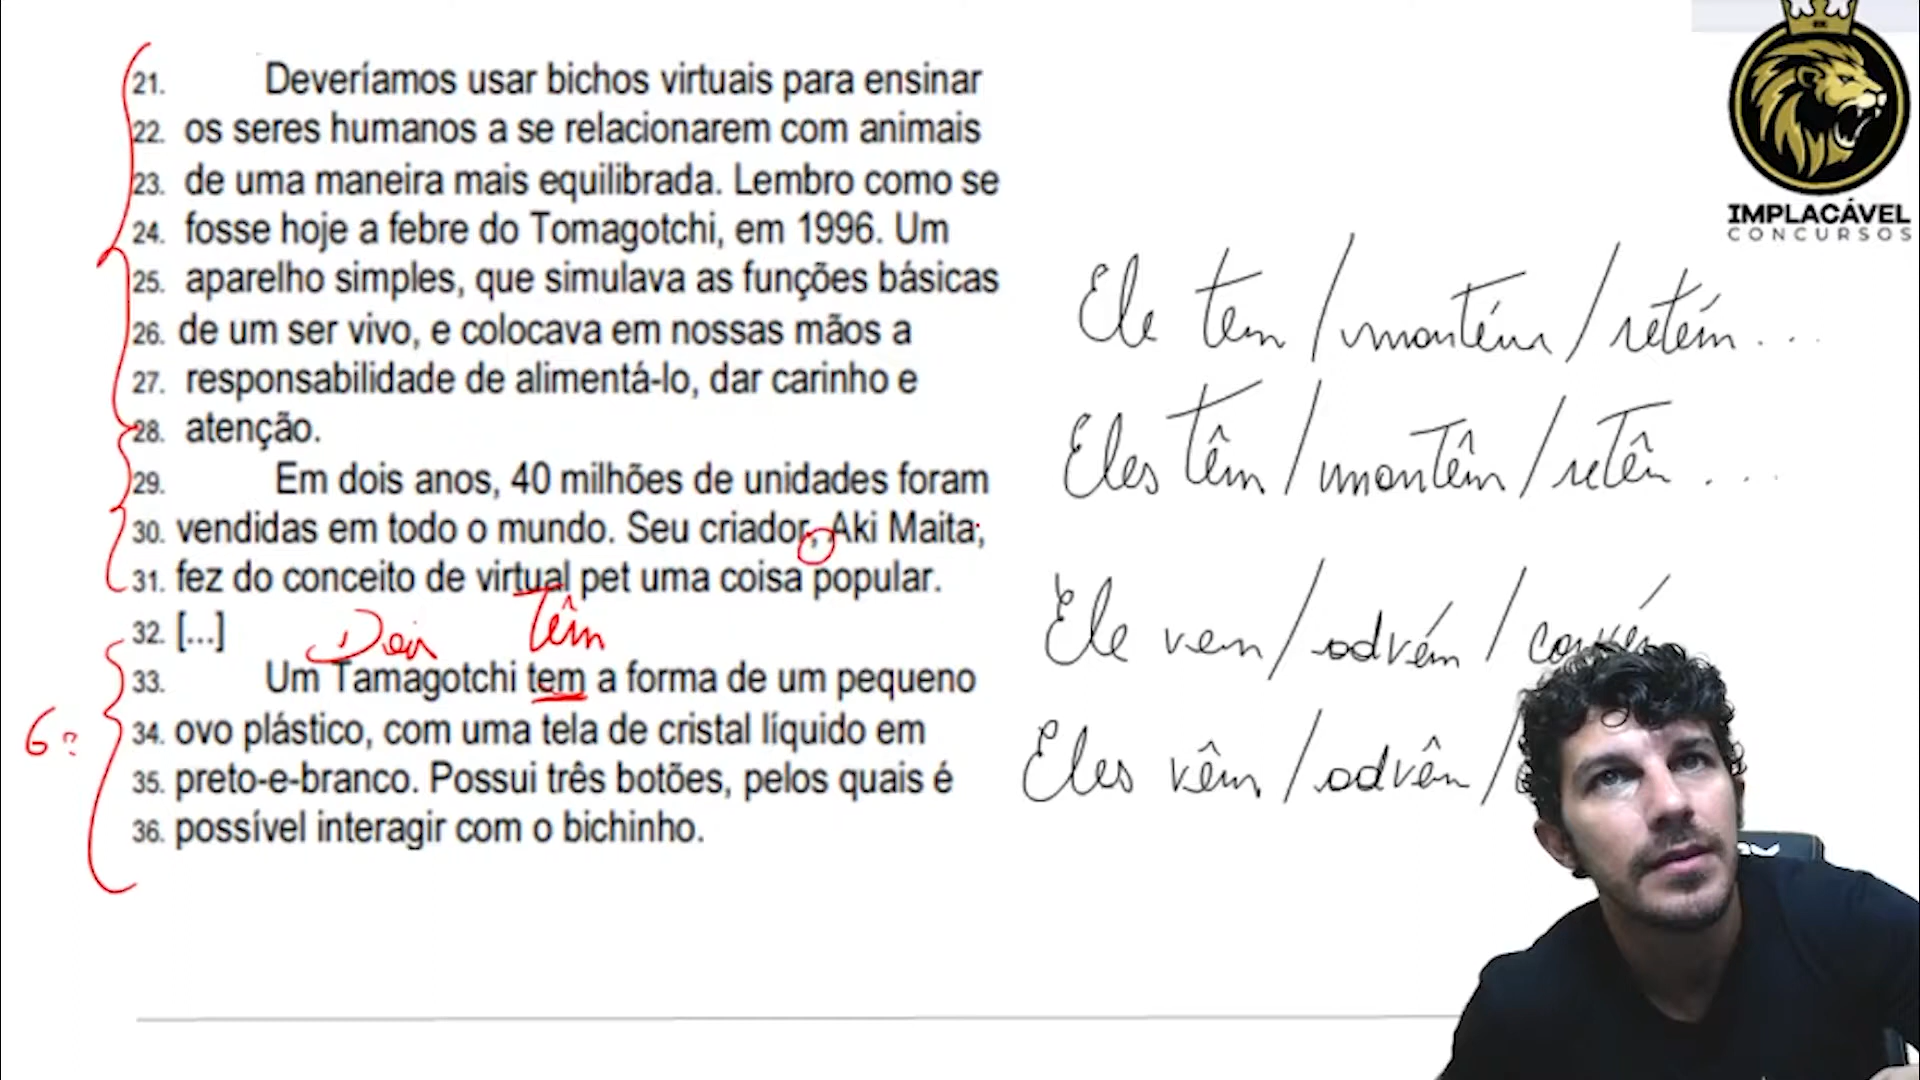 21. Deveríamos usar bichos virtuais para ensinar
22. os seres humanos a se relacionarem com animais
23. de uma maneira mais equilibrada. Lembro como se
24. fosse hoje a febre do Tomagotchi, em 1996. Um
25. aparelho simples, que simulava as funções básicas
26. de um ser vivo, e colocava em nossas mãos a
27. responsabilidade de alimentá-lo, dar carinho e
28. atenção.
29. Em dois anos, 40 milhões de unidades foram
30. vendidas em todo o mundo. Seu criador, Aki Maita;
31. fez do conceito de virtual pet uma coisa popular.
32. [...]
Dois Têm
33. Um Tamagotchi tem a forma de um pequeno
6?
34. ovo plástico, com uma tela de cristal líquido em
35. preto-e-branco. Possui três botões, pelos quais é
36. possível interagir com o bichinho.
IMPLACÁVEL
CONCURSOS
Ele tem / mantém / retém...
Eles têm / mantêm / retêm...
Ele vem / advém /
Eles vêm / advêm /